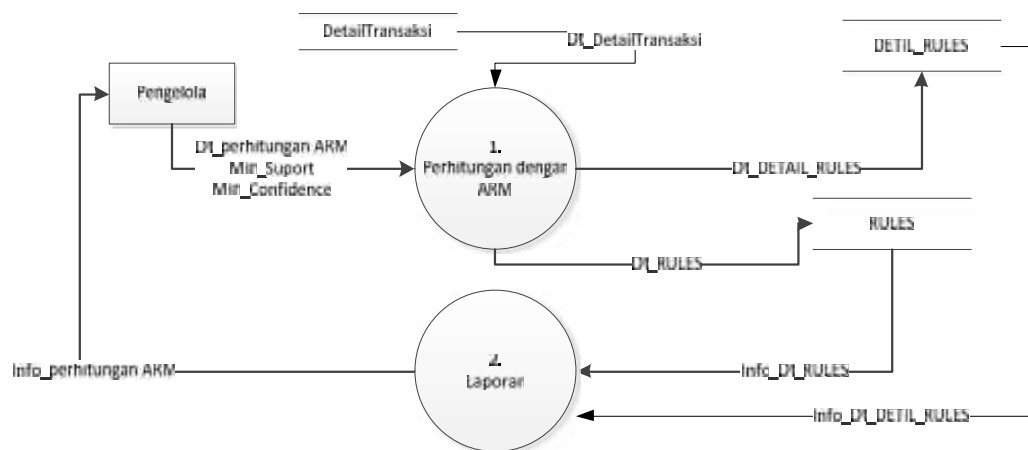 DetailTransaksi
Dt_DetailTransaksi
DETIL_RULES
Pengelola
Dt_perhitungan ARM
Min_Suport
Min_Confidence
1.
Perhitungan dengan
ARM
Dt_DETAIL_RULES
RULES
Dt_RULES
2.
Laporan
Info_perhitungan ARM
Info_Dt_RULES
Info_Dt_DETIL_RULES